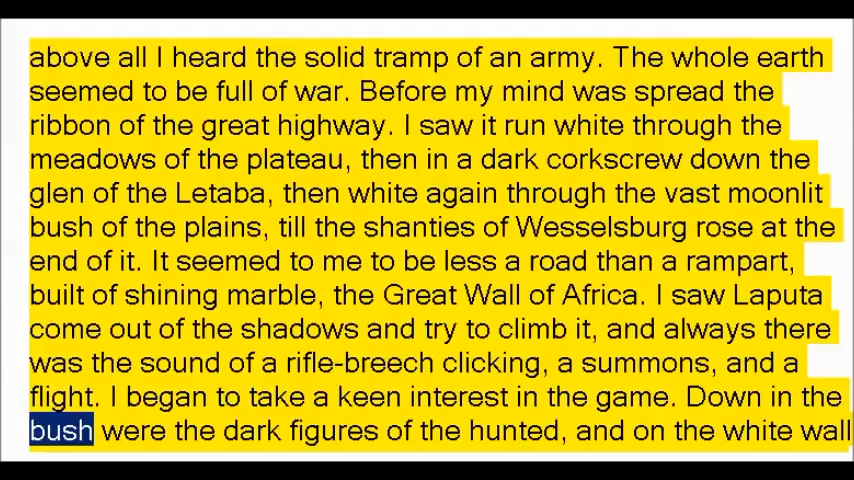 above all I heard the solid tramp of an army. The whole earth
seemed to be full of war. Before my mind was spread the
ribbon of the great highway. I saw it run white through the
meadows of the plateau, then in a dark corkscrew down the
glen of the Letaba, then white again through the vast moonlit
bush of the plains, till the shanties of Wesselsburg rose at the
end of it. It seemed to me to be less a road than a rampart,
built of shining marble, the Great Wall of Africa. I saw Laputa
come out of the shadows and try to climb it, and always there
was the sound of a rifle-breech clicking, a summons, and a
flight. I began to take a keen interest in the game. Down in the
bush were the dark figures of the hunted, and on the white wall